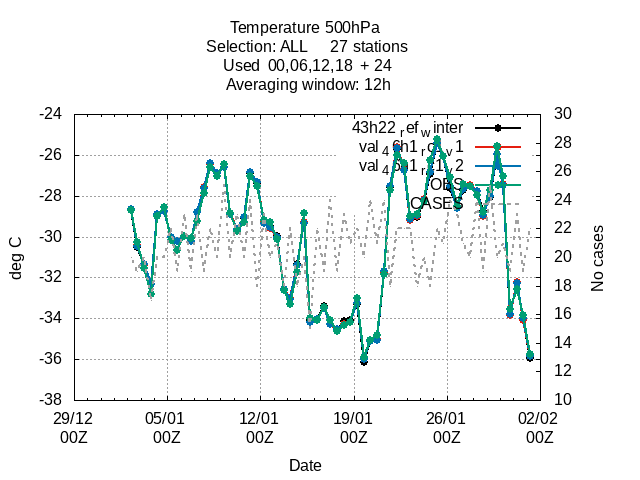 Temperature 500hPa
Selection: ALL 27 stations
Used 00,06,12,18 + 24
Averaging window: 12h
-24 30
43h22 ref winter 28
-26 26
-28 24
OBS
CASES
-30 22
20
-32 18
-34 16
14
-36 12
-38 10
deg C
No cases
29/12 05/01 12/01 19/01 26/01 02/02
00Z 00Z 00Z 00Z 00Z 00Z
Date